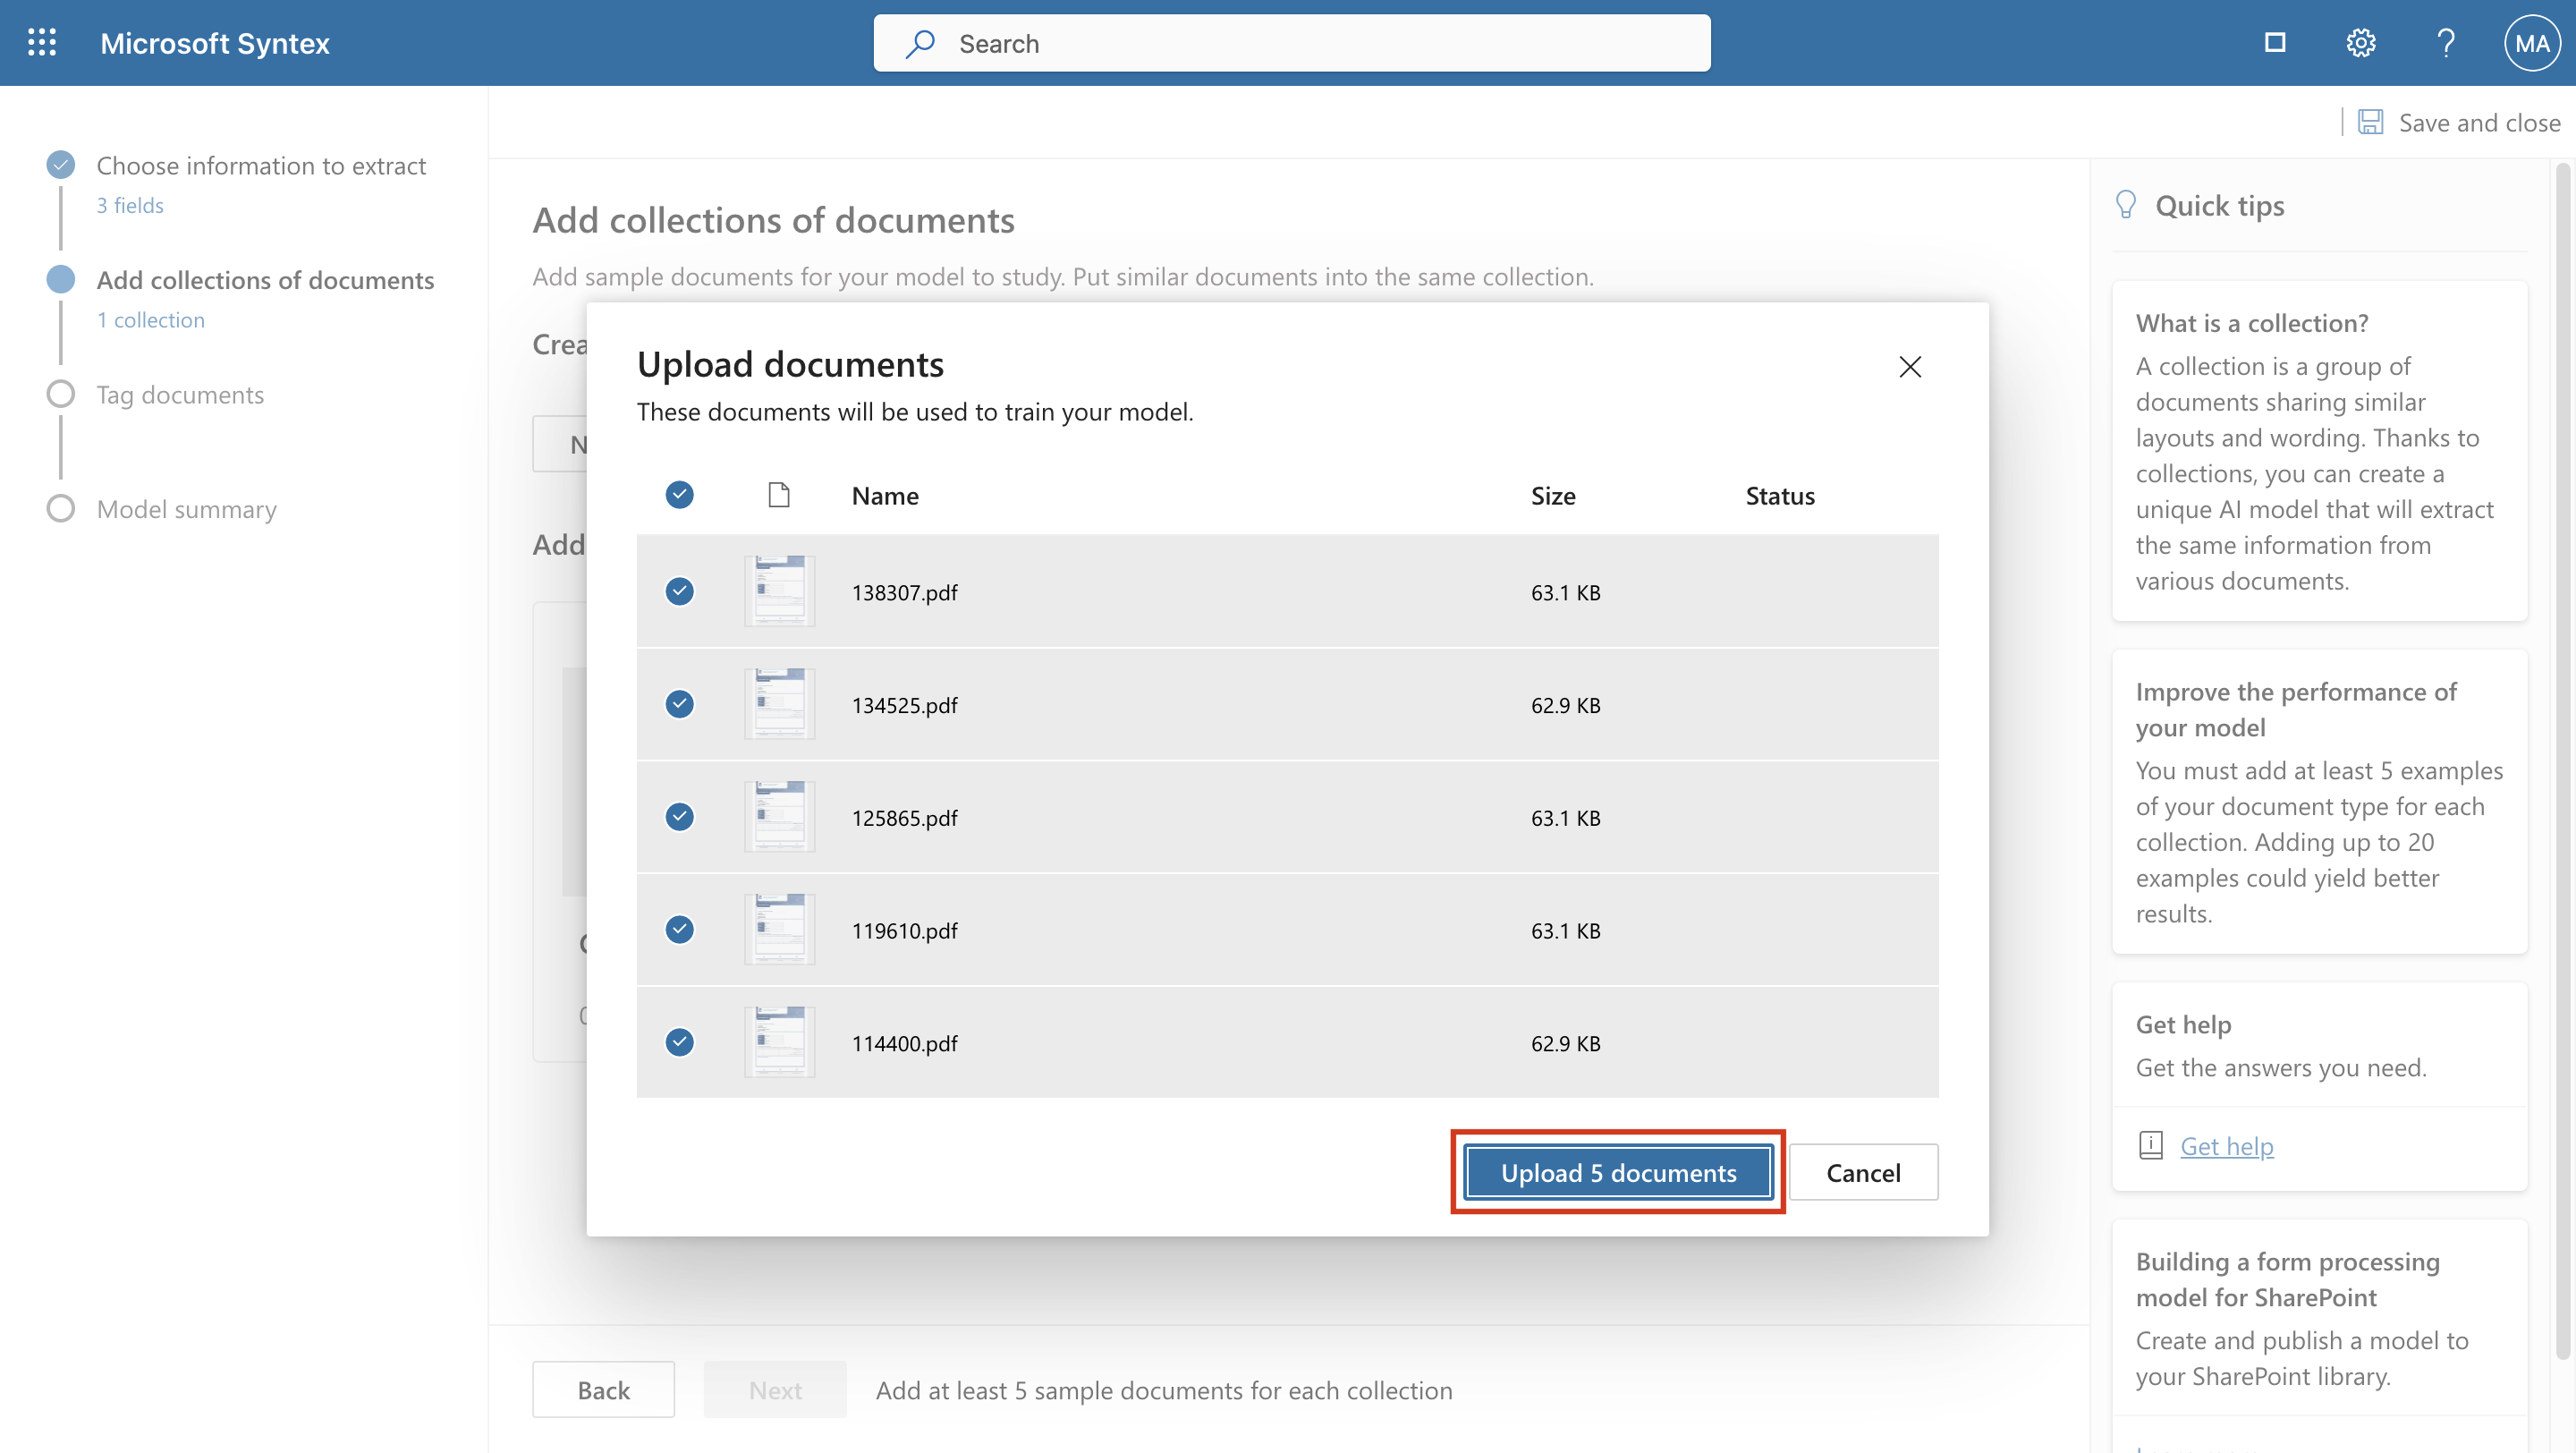 Microsoft Syntex
Search
MA
Save and close
Choose information to extract
3 fields
Add collections of documents
1 collection
Tag documents
Model summary
Add collections of documents
Add sample documents for your model to study. Put similar documents into the same collection.
Crea
N
Add
Upload documents
These documents will be used to train your model.
Name Size Status
138307.pdf 63.1 KB
134525.pdf 62.9 KB
125865.pdf 63.1 KB
119610.pdf 63.1 KB
114400.pdf 62.9 KB
Upload 5 documents
Cancel
Back
Next
Add at least 5 sample documents for each collection
Quick tips
What is a collection?
A collection is a group of
documents sharing similar
layouts and wording. Thanks to
collections, you can create a
unique AI model that will extract
the same information from
various documents.
Improve the performance of
your model
You must add at least 5 examples
of your document type for each
collection. Adding up to 20
examples could yield better
results.
Get help
Get the answers you need.
Get help
Building a form processing
model for SharePoint
Create and publish a model to
your SharePoint library.